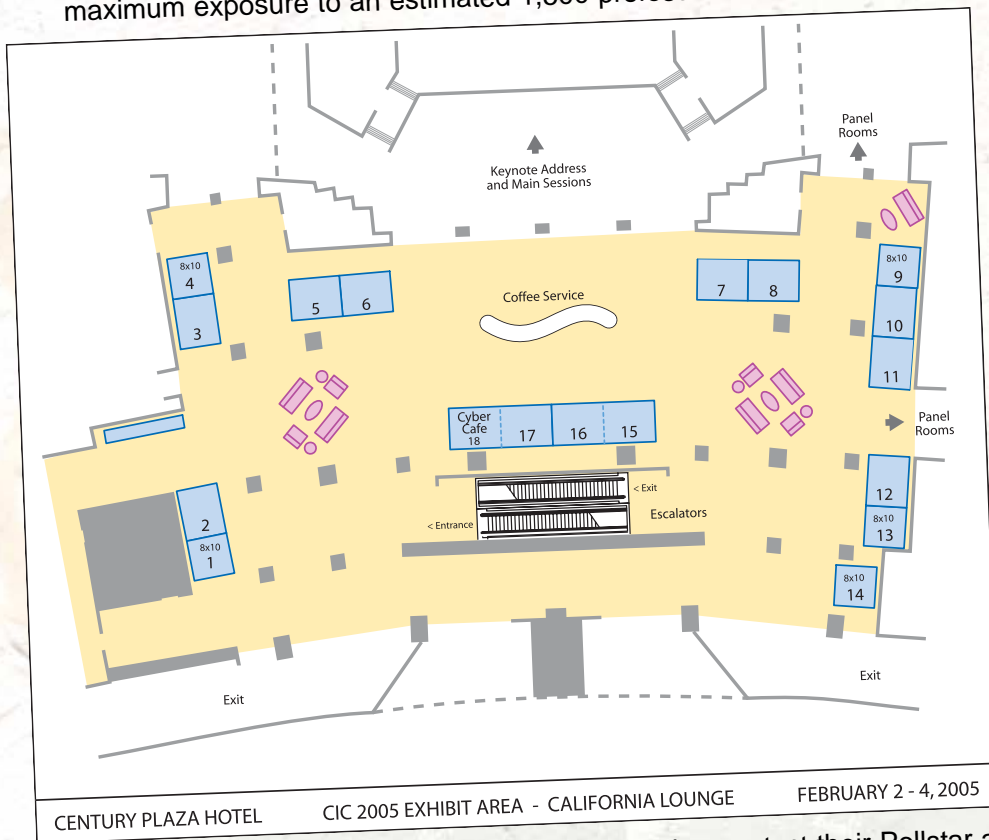 maximum exposure to an estimated
Panel
Rooms
Keynote Address
and Main Sessions
8x10
4
3
5
6
Coffee Service
7
8
8x10
9
10
11
Cyber
Cafe
18
17
16
15
Panel
Rooms
< Exit
Escalators
< Entrance
2
8x10
1
12
8x10
13
8x10
14
Exit
Exit
CENTURY PLAZA HOTEL
CIC 2005 EXHIBIT AREA - CALIFORNIA LOUNGE
FEBRUARY 2 - 4, 2005
their